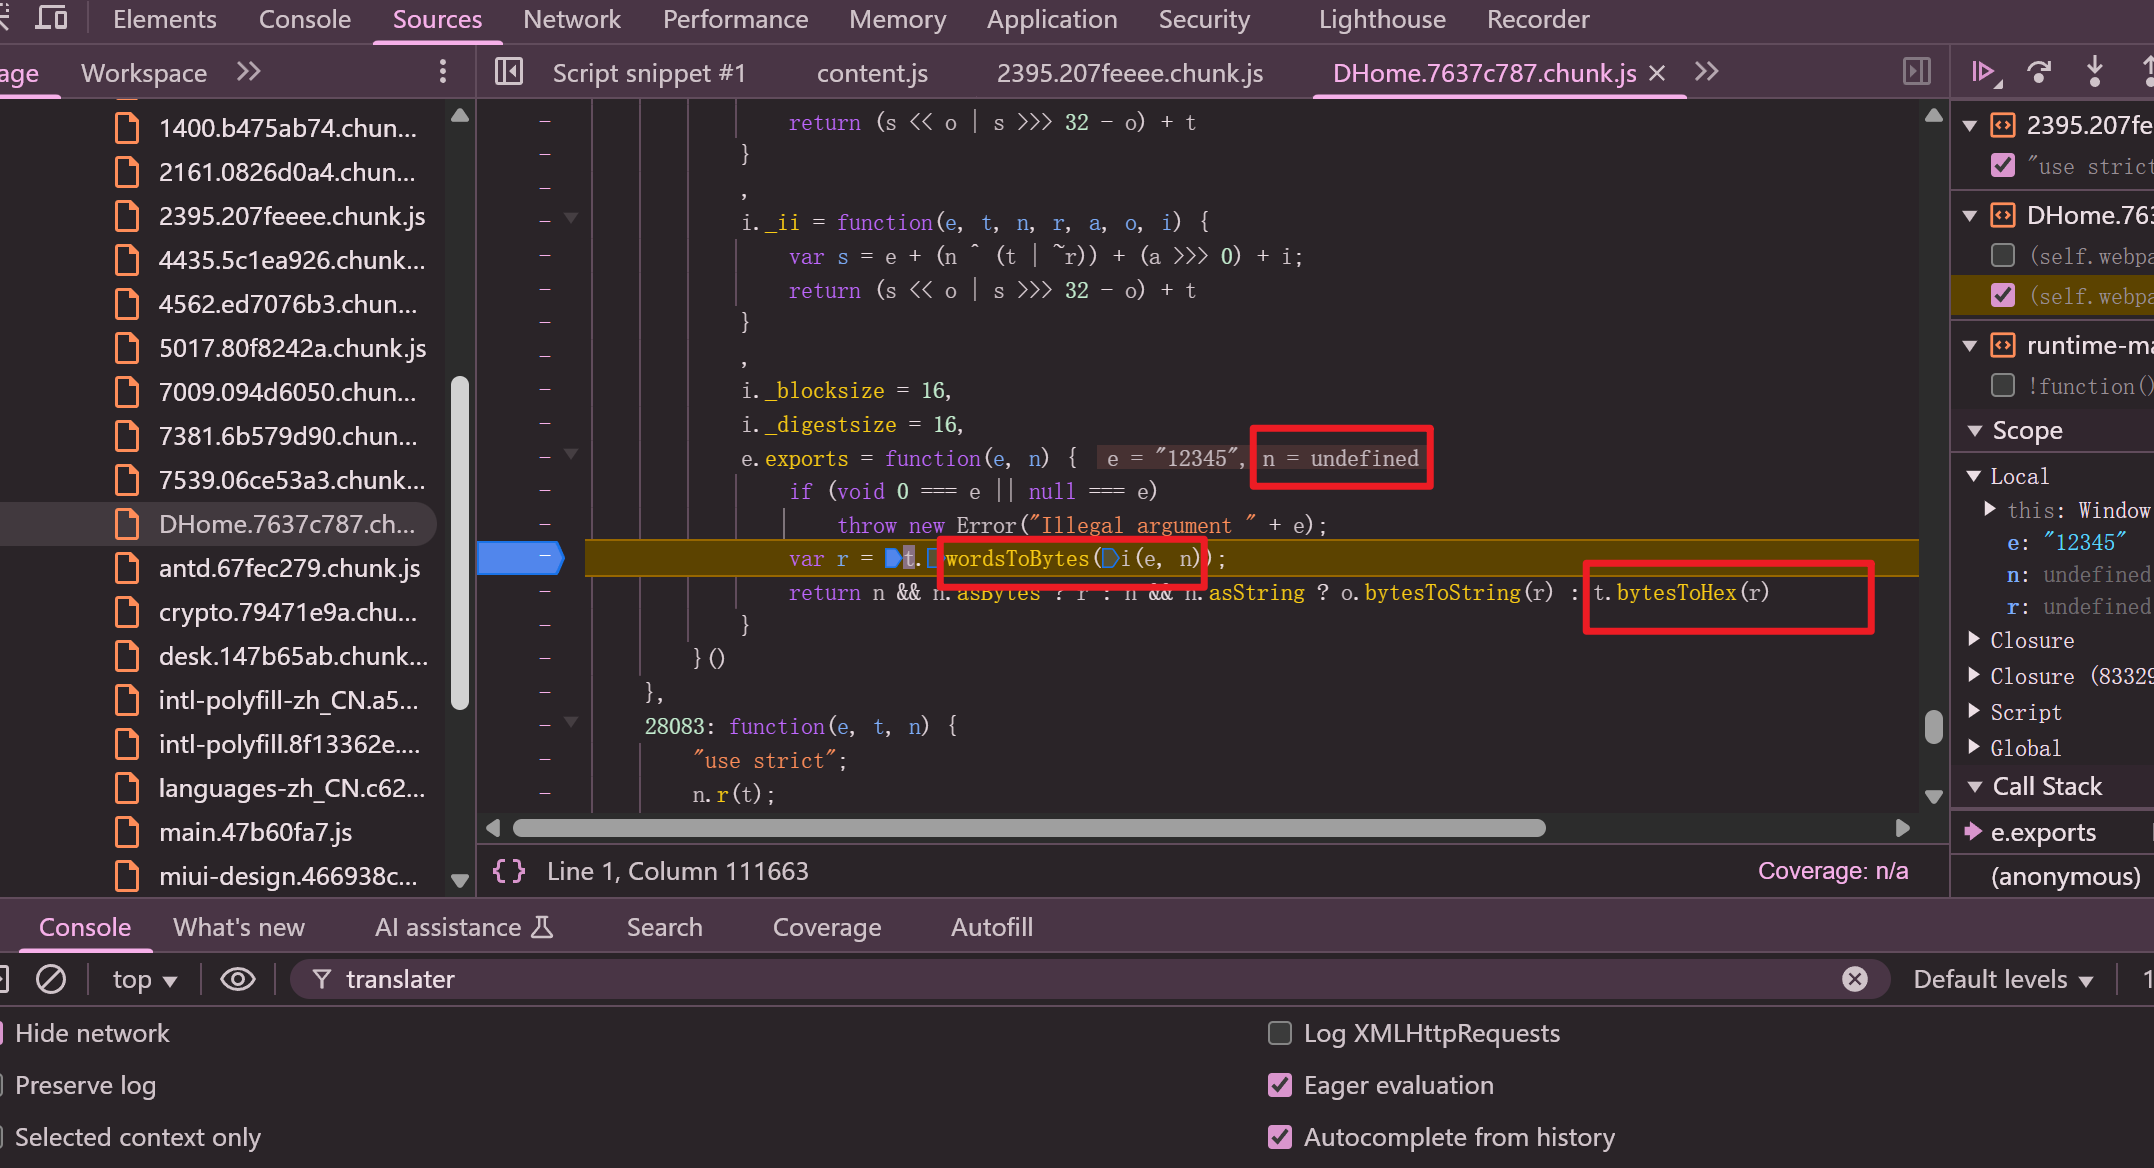 Elements Console Sources Network Performance Memory Application Security Lighthouse Recorder
age Workspace
Script snippet #1 content.js 2395.207feeee.chunk.js DHome.7637c787.chunk.js ×
1400.b475ab74.chun...
2161.0826d0a4.chun...
2395.207feeee.chunk.js
4435.5c1ea926.chunk...
4562.ed7076b3.chun...
5017.80f8242a.chunk.js
7009.094d6050.chun...
7381.6b579d90.chun...
7539.06ce53a3.chunk...
DHome.7637c787.ch...
antd.67fec279.chunk.js
crypto.79471e9a.chu...
desk.147b65ab.chunk...
intl-polyfill-zh_CN.a5...
intl-polyfill.8f13362e....
languages-zh_CN.c62...
main.47b60fa7.js
miui-design.466938c...
return (s << o | s >>> 32 - o) + t
}
,
i._ii = function(e, t, n, r, a, o, i) {
var s = e + (n ^ (t | ~r)) + (a >>> 0) + i;
return (s << o | s >>> 32 - o) + t
}
,
i._blocksize = 16,
i._digestsize = 16,
e.exports = function(e, n) { e = "12345", n = undefined
if (void 0 === e || null === e)
throw new Error("Illegal argument " + e);
var r = t.wordsToBytes(i(e, n));
return n && n.asBytes ? r : n && n.asString ? o.bytesToString(r) : t.bytesToHex(r)
}
}()
},
28083: function(e, t, n) {
"use strict";
n.r(t);
{} Line 1, Column 111663 Coverage: n/a
2395.207fe
"use strict
DHome.763
(self.webpa
(self.webpa
runtime-ma
!function()
Scope
Local
this: Window
e: "12345"
n: undefined
r: undefined
Closure
Closure (83329
Script
Global
Call Stack
e.exports
(anonymous)
Console What's new AI assistance Search Coverage Autofill
top translater Default levels 1
Hide network
Log XMLHttpRequests
Preserve log
Eager evaluation
Selected context only
Autocomplete from history